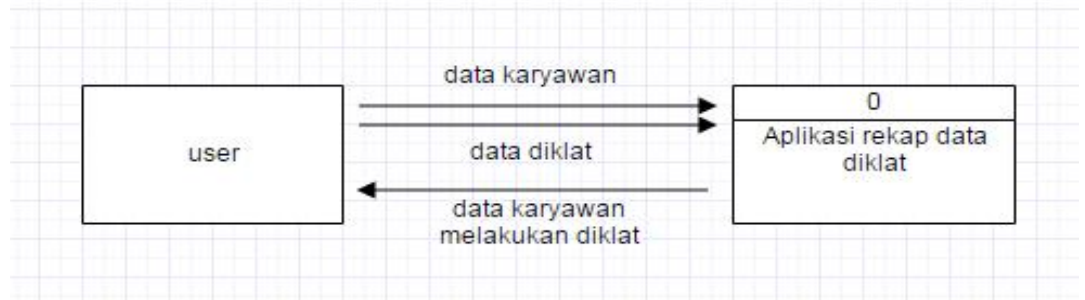 data karyawan
0
Aplikasi rekap data
diklat
user
data diklat
data karyawan
melakukan diklat